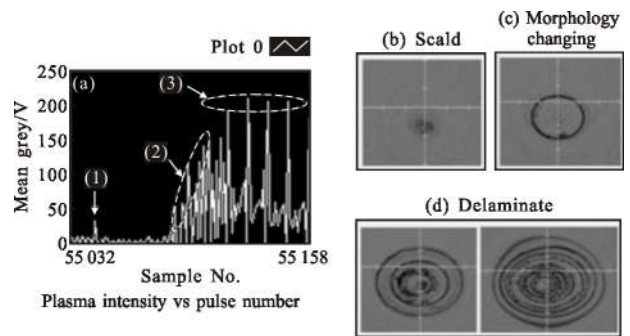 Plot 0
(a)
250
200
150
100
50
0
Mean grey/V
(1)
(2)
(3)
55 032
55 158
Sample No.
Plasma intensity vs pulse number
(b) Scald
(c) Morphology
changing
(d) Delaminate